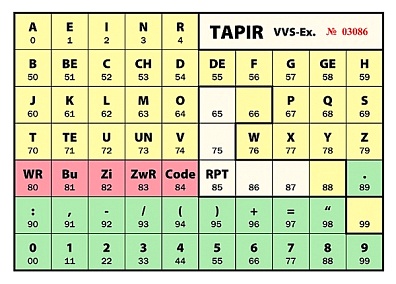 A E I N R TAPIR VVS-Ex. № 03086
0 1 2 3 4
B BE C CH D DE F G GE H
50 51 52 53 54 55 56 57 58 59
J K L M O P Q S
60 61 62 63 64 65 66 67 68 69
T TE U UN V W X Y Z
70 71 72 73 74 75 76 77 78 79
WR Bu Zi ZwR Code RPT .
80 81 82 83 84 85 86 87 88 89
: , - / ( ) + = “
90 91 92 93 94 95 96 97 98 99
0 1 2 3 4 5 6 7 8 9
00 11 22 33 44 55 66 77 88 99